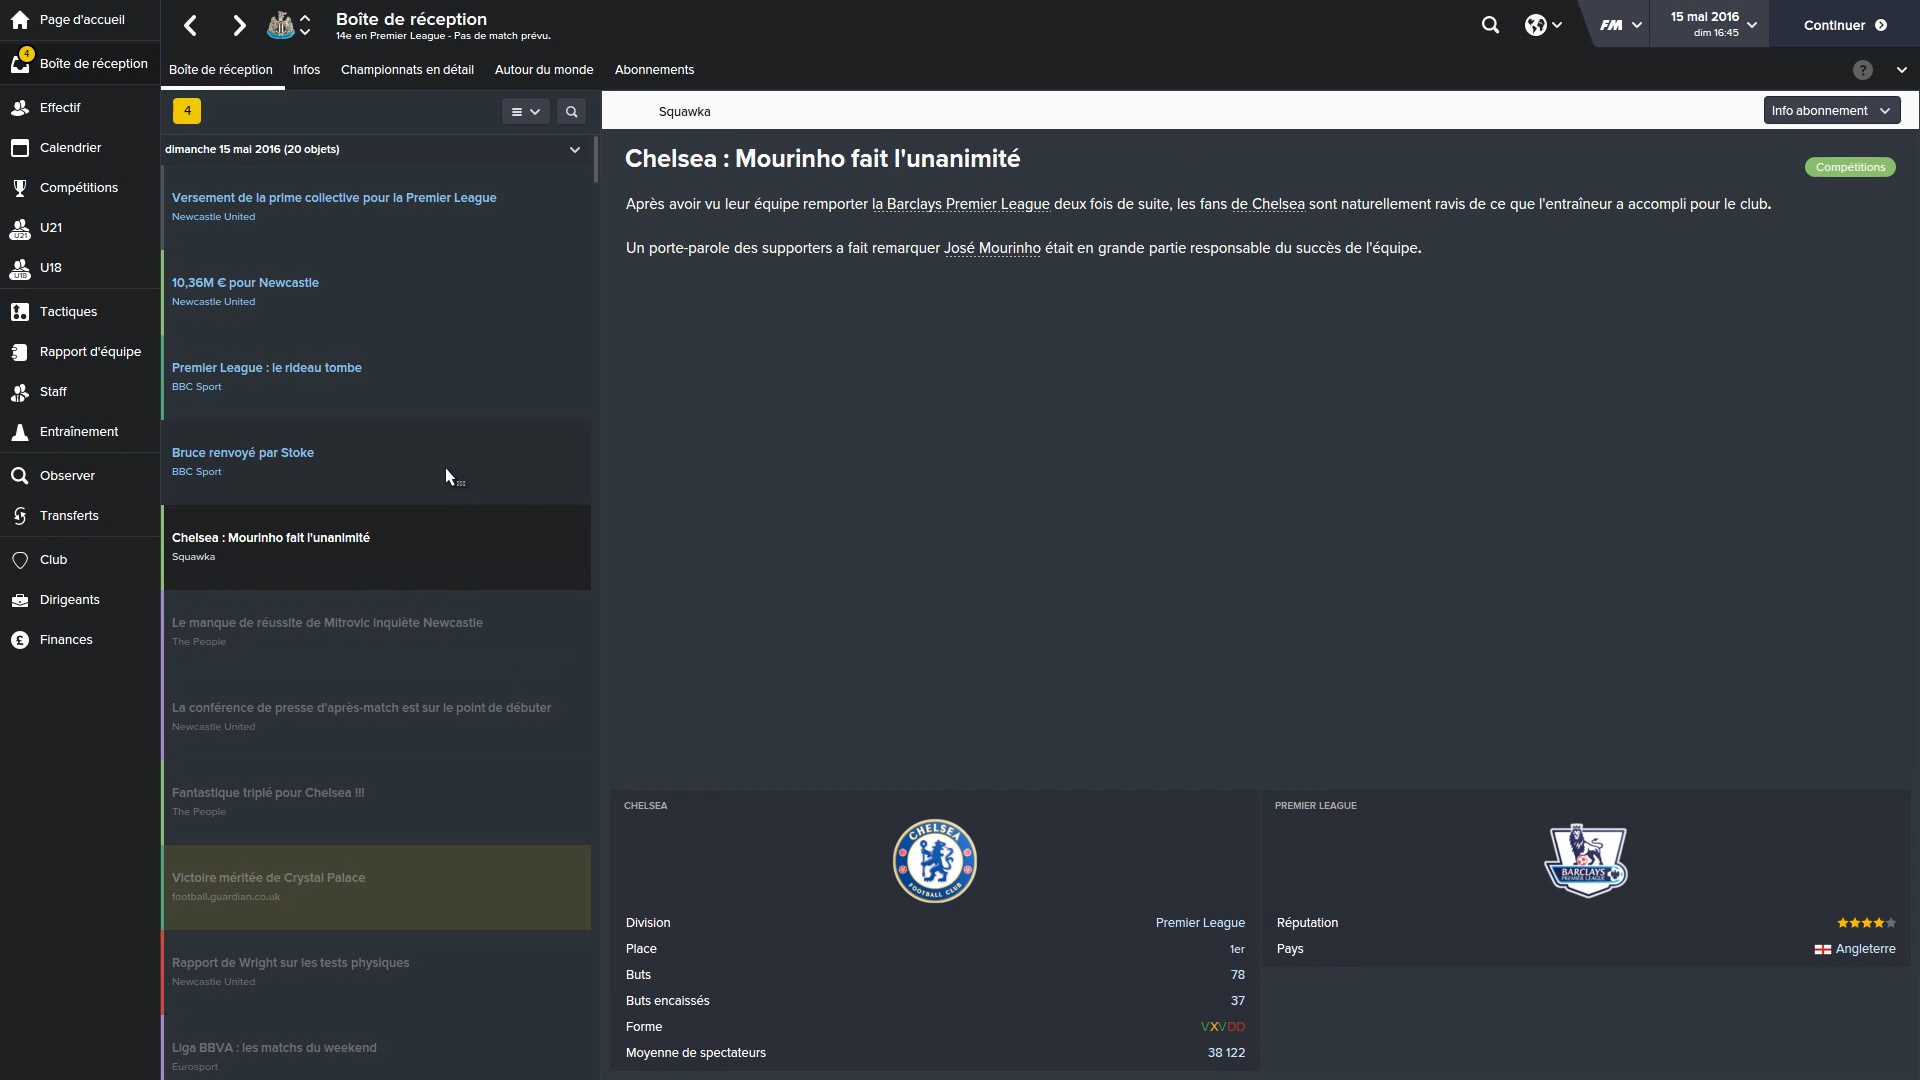 Page d'accueil
4
Boîte de réception
Effectif
Calendrier
Compétitions
U21
U21
U18
U18
Tactiques
Rapport d'équipe
Staff
Entraînement
Observer
Transferts
Club
Dirigeants
£
Finances
Boîte de réception
14e en Premier League - Pas de match prévu.
FM
15 mai 2016
dim 16:45
Continuer
Boîte de réception
Infos
Championnats en détail
Autour du monde
Abonnements
?
4
dimanche 15 mai 2016 (20 objets)
Versement de la prime collective pour la Premier League
Newcastle United
10,36M € pour Newcastle
Newcastle United
Premier League : le rideau tombe
BBC Sport
Bruce renvoyé par Stoke
BBC Sport
Chelsea : Mourinho fait l'unanimité
Squawka
Le manque de réussite de Mitrovic inquiète Newcastle
The People
La conférence de presse d'après-match est sur le point de débuter
Newcastle United
Fantastique triplé pour Chelsea !!!
The People
Victoire méritée de Crystal Palace
football.guardian.co.uk
Rapport de Wright sur les tests physiques
Newcastle United
Liga BBVA : les matchs du weekend
Eurosport
Squawka
Info abonnement
Chelsea : Mourinho fait l'unanimité
Compétitions
Après avoir vu leur équipe remporter la Barclays Premier League deux fois de suite, les fans de Chelsea sont naturellement ravis de ce que l'entraîneur a accompli pour le club.
Un porte-parole des supporters a fait remarquer José Mourinho était en grande partie responsable du succès de l'équipe.
CHELSEA
CHELSEA
FOOTBALL CLUB
Division Premier League
Place 1er
Buts 78
Buts encaissés 37
Forme VXVDD
Moyenne de spectateurs 38 122
PREMIER LEAGUE
BARCLAYS
PREMIER LEAGUE
Réputation
Pays Angleterre